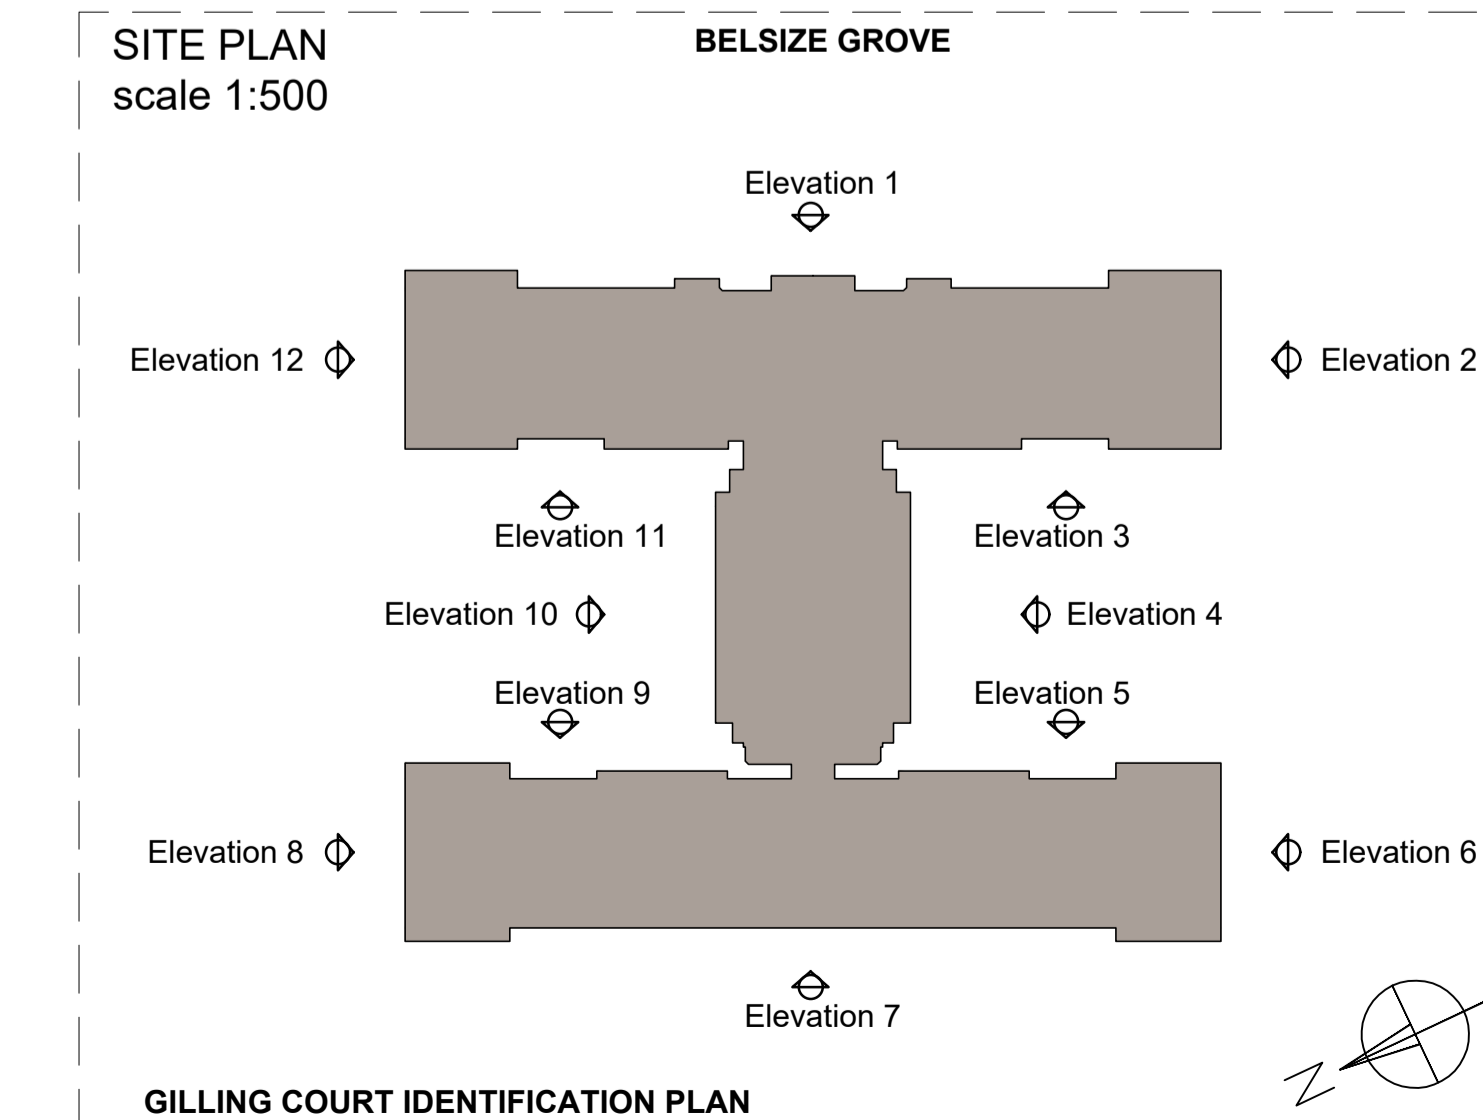 SITE PLAN
scale 1:500
BELSIZE GROVE
Elevation 1
Elevation 12
Elevation 2
Elevation 11
Elevation 3
Elevation 10
Elevation 4
Elevation 9
Elevation 5
Elevation 8
Elevation 6
Elevation 7
N
GILLING COURT IDENTIFICATION PLAN